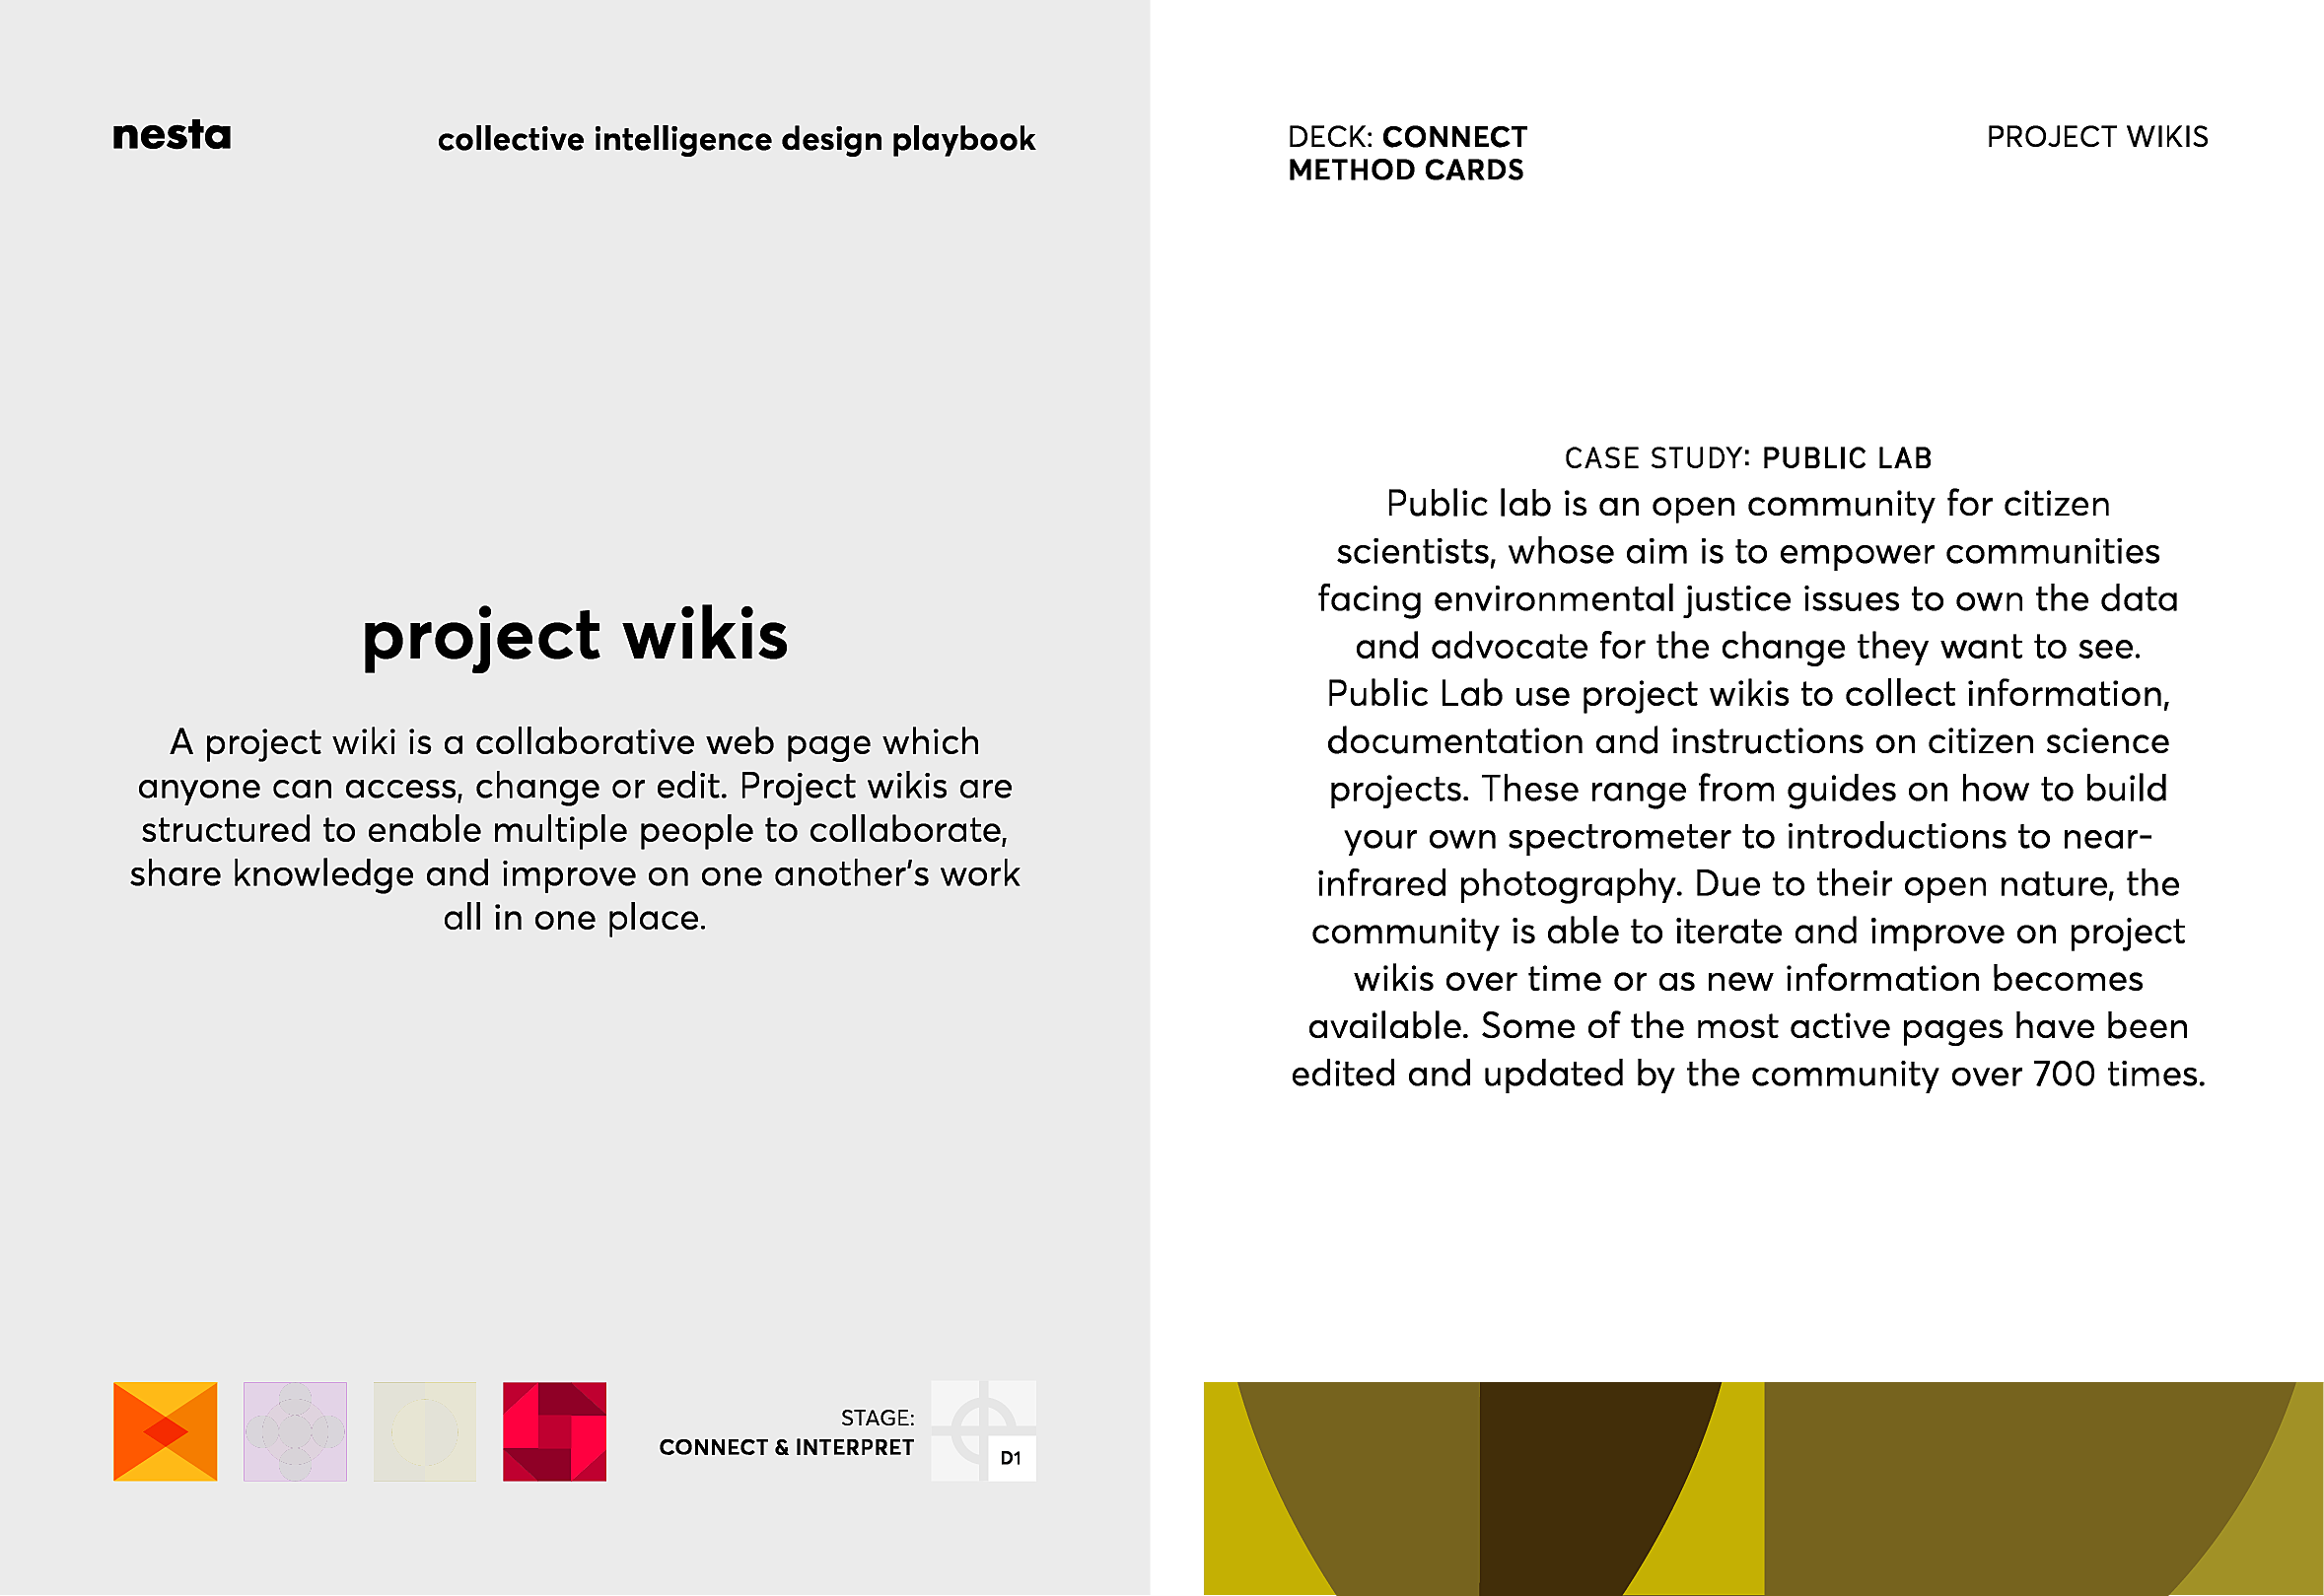 nesta
collective intelligence design playbook
project wikis
A project wiki is a collaborative web page which
anyone can access, change or edit. Project wikis are
structured to enable multiple people to collaborate,
share knowledge and improve on one another's work
all in one place.
STAGE:
CONNECT & INTERPRET
D1
DECK: CONNECT
METHOD CARDS
PROJECT WIKIS
CASE STUDY: PUBLIC LAB
Public lab is an open community for citizen
scientists, whose aim is to empower communities
facing environmental justice issues to own the data
and advocate for the change they want to see.
Public Lab use project wikis to collect information,
documentation and instructions on citizen science
projects. These range from guides on how to build
your own spectrometer to introductions to near-
infrared photography. Due to their open nature, the
community is able to iterate and improve on project
wikis over time or as new information becomes
available. Some of the most active pages have been
edited and updated by the community over 700 times.